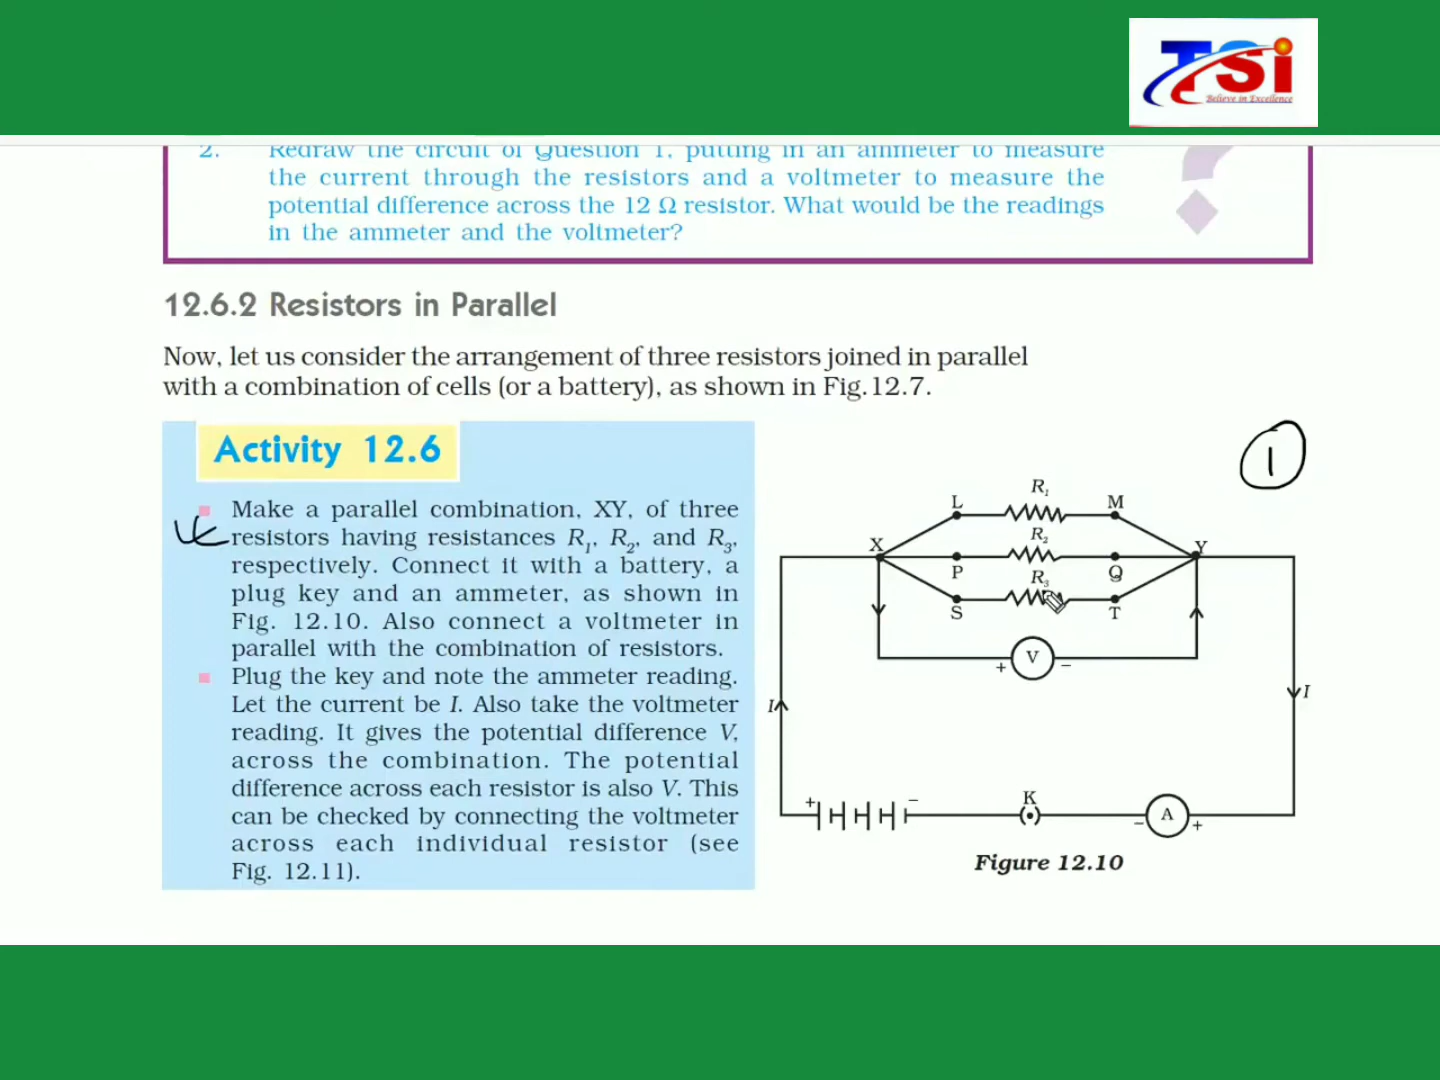 TSi
Believe in Excellence
2. Redraw the circuit of Question 1, putting in an ammeter to measure
the current through the resistors and a voltmeter to measure the
potential difference across the 12 Ω resistor. What would be the readings
in the ammeter and the voltmeter?
12.6.2 Resistors in Parallel
Now, let us consider the arrangement of three resistors joined in parallel
with a combination of cells (or a battery), as shown in Fig.12.7.
Activity 12.6
Make a parallel combination, XY, of three
resistors having resistances R₁, R₂, and R₃,
respectively. Connect it with a battery, a
plug key and an ammeter, as shown in
Fig. 12.10. Also connect a voltmeter in
parallel with the combination of resistors.
Plug the key and note the ammeter reading.
Let the current be I. Also take the voltmeter
reading. It gives the potential difference V,
across the combination. The potential
difference across each resistor is also V. This
can be checked by connecting the voltmeter
across each individual resistor (see
Fig. 12.11).
1
R₁
L M
R₂
X Y
P Q
R₃
S T
+ V −
I I
+ − K
− A +
Figure 12.10